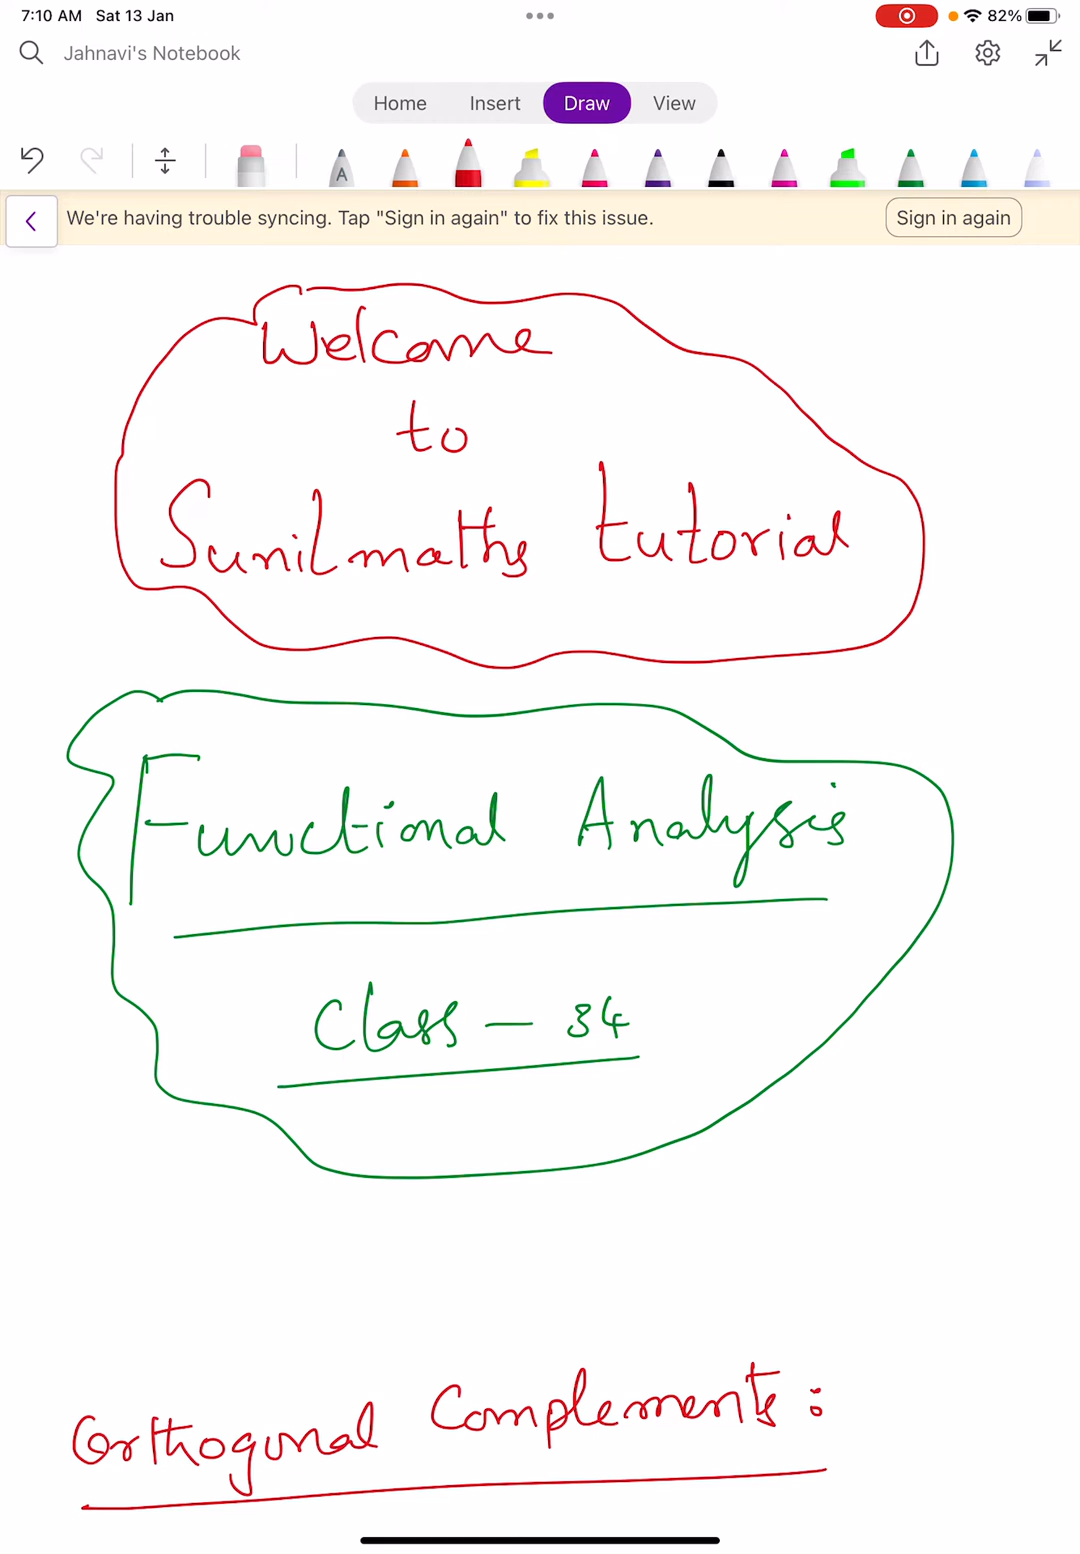 7:10 AM Sat 13 Jan
82%
Jahnavi's Notebook
Home Insert Draw View
A
We're having trouble syncing. Tap "Sign in again" to fix this issue.
Sign in again
Welcome
to
Sunilmaths tutorial
Functional Analysis
Class - 34
Orthogonal Complements: